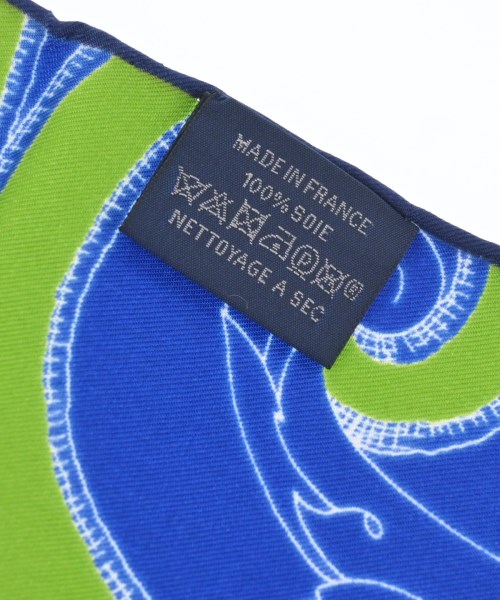 MADE IN FRANCE
100% SOIE
P ®
NETTOYAGE A SEC